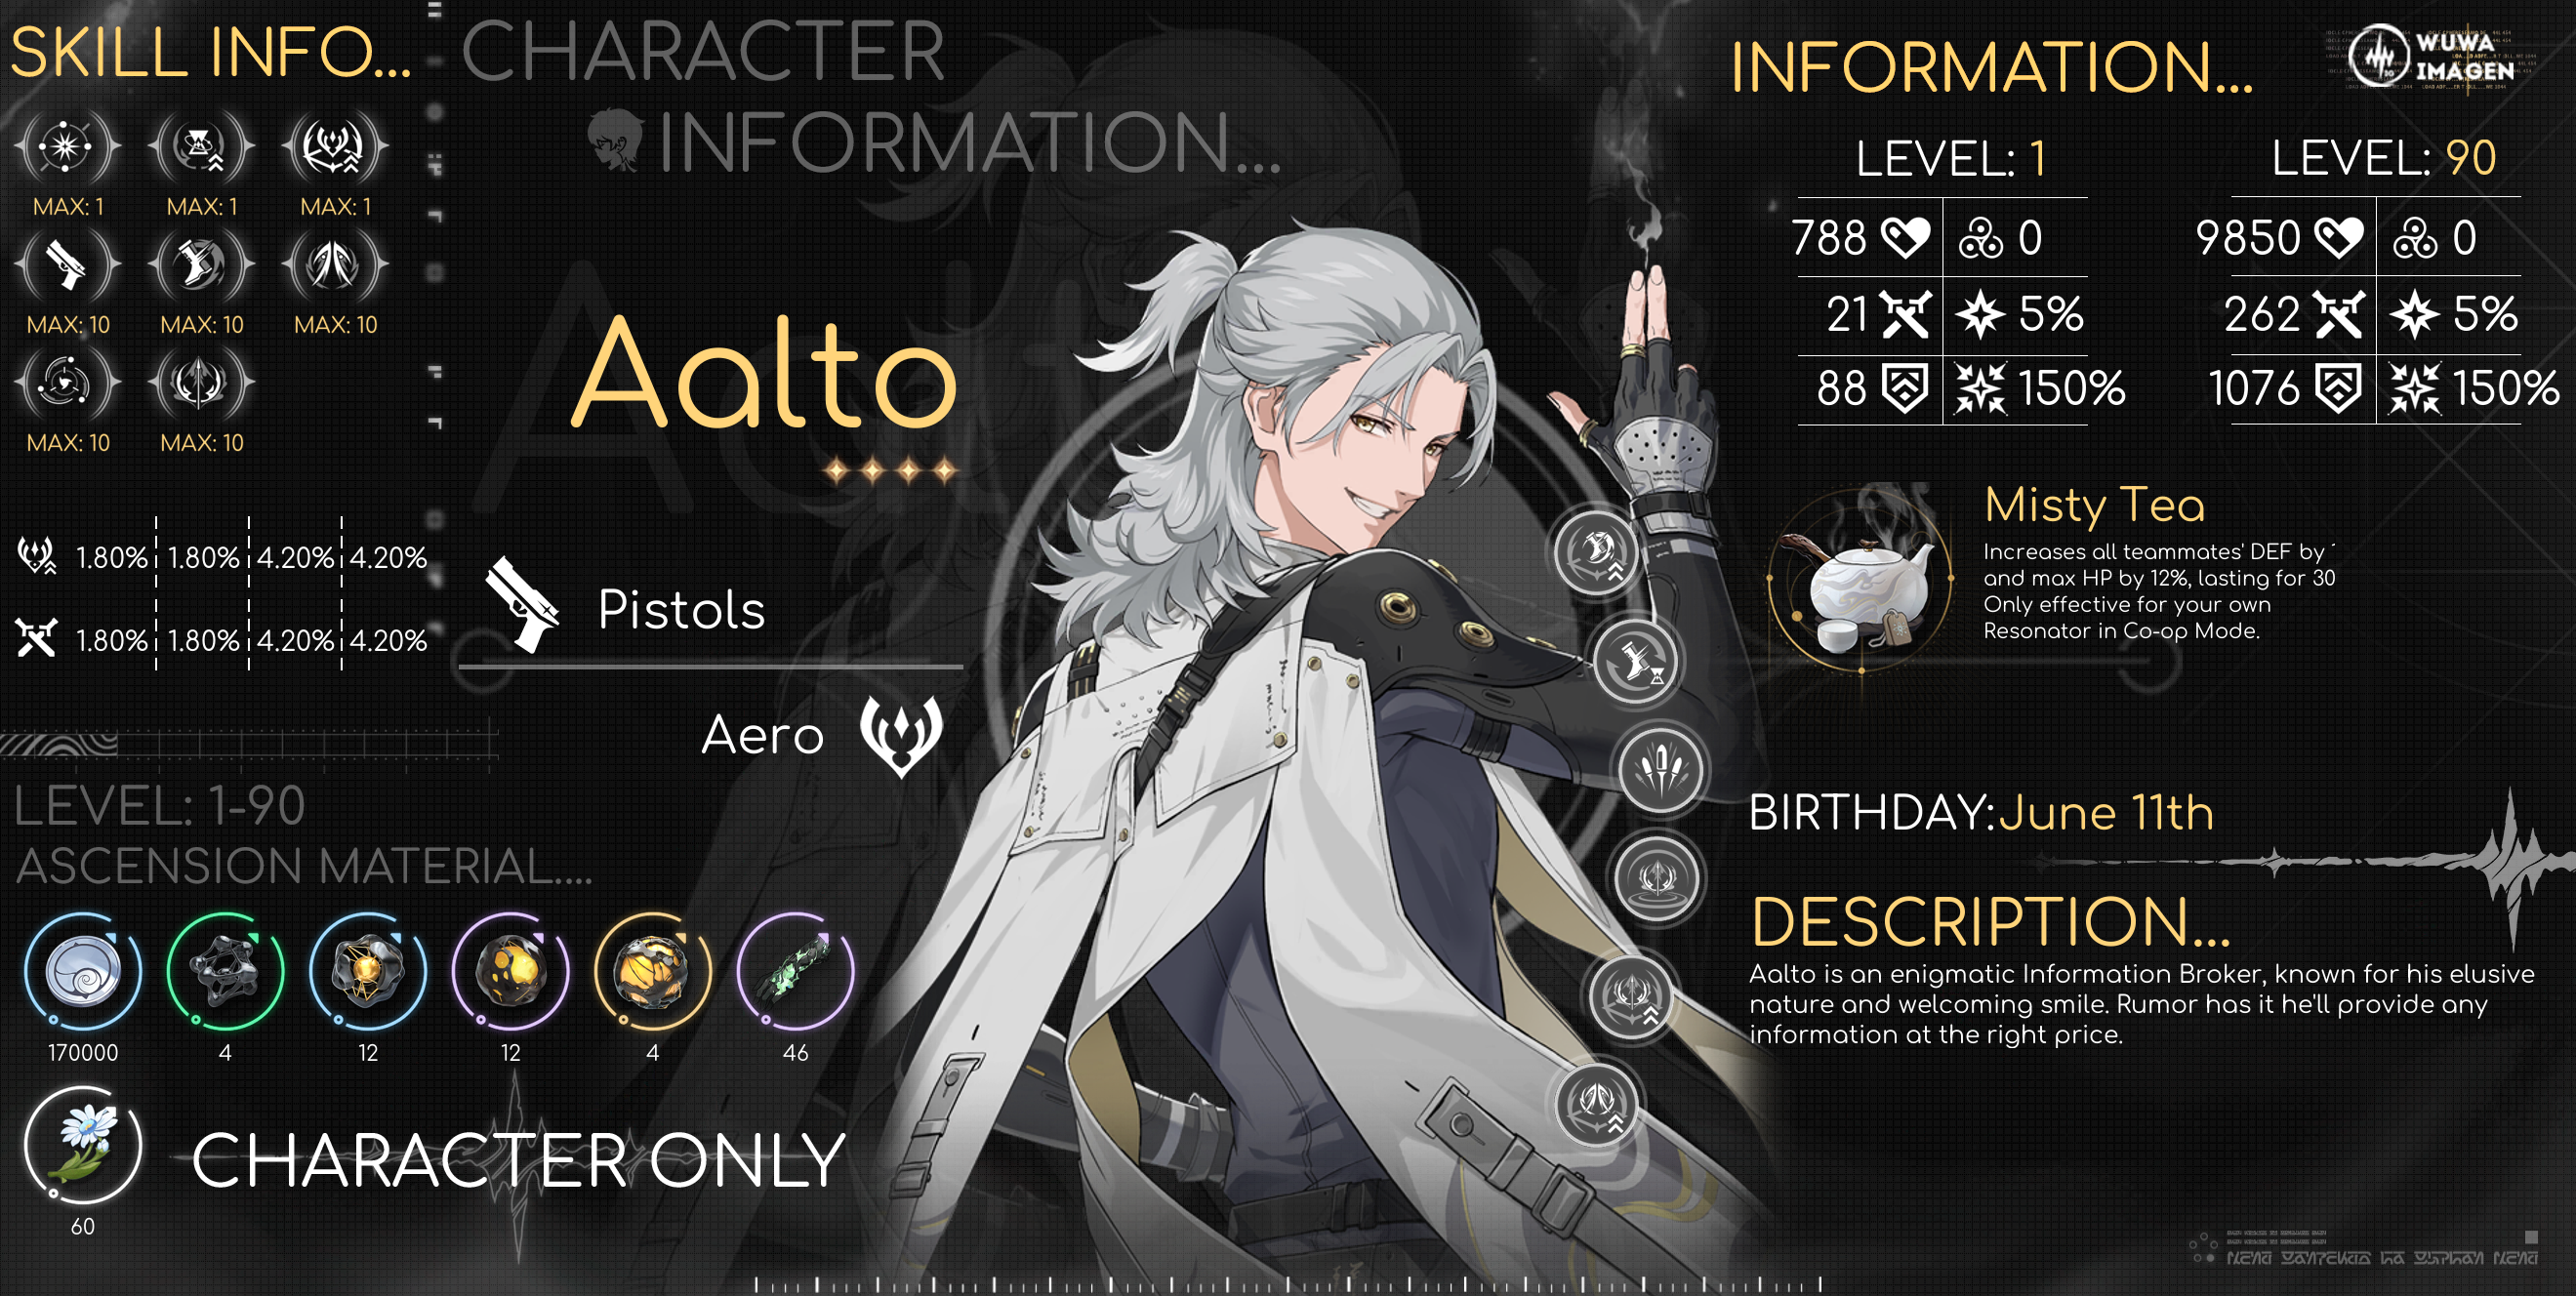 SKILL INFO...
MAX: 1
MAX: 1
MAX: 1
MAX: 10
MAX: 10
MAX: 10
MAX: 10
MAX: 10
1.80% 1.80% 4.20% 4.20%
1.80% 1.80% 4.20% 4.20%
LEVEL: 1-90
ASCENSION MATERIAL....
170000
4
12
12
4
46
60
CHARACTER ONLY
CHARACTER
INFORMATION...
Aalto
Pistols
Aero
INFORMATION...
WUWA
IMAGEN
LEVEL: 1
788 0
21 5%
88 150%
LEVEL: 90
9850 0
262 5%
1076 150%
Misty Tea
Increases all teammates' DEF by
and max HP by 12%, lasting for 30
Only effective for your own
Resonator in Co-op Mode.
BIRTHDAY:June 11th
DESCRIPTION...
Aalto is an enigmatic Information Broker, known for his elusive
nature and welcoming smile. Rumor has it he'll provide any
information at the right price.